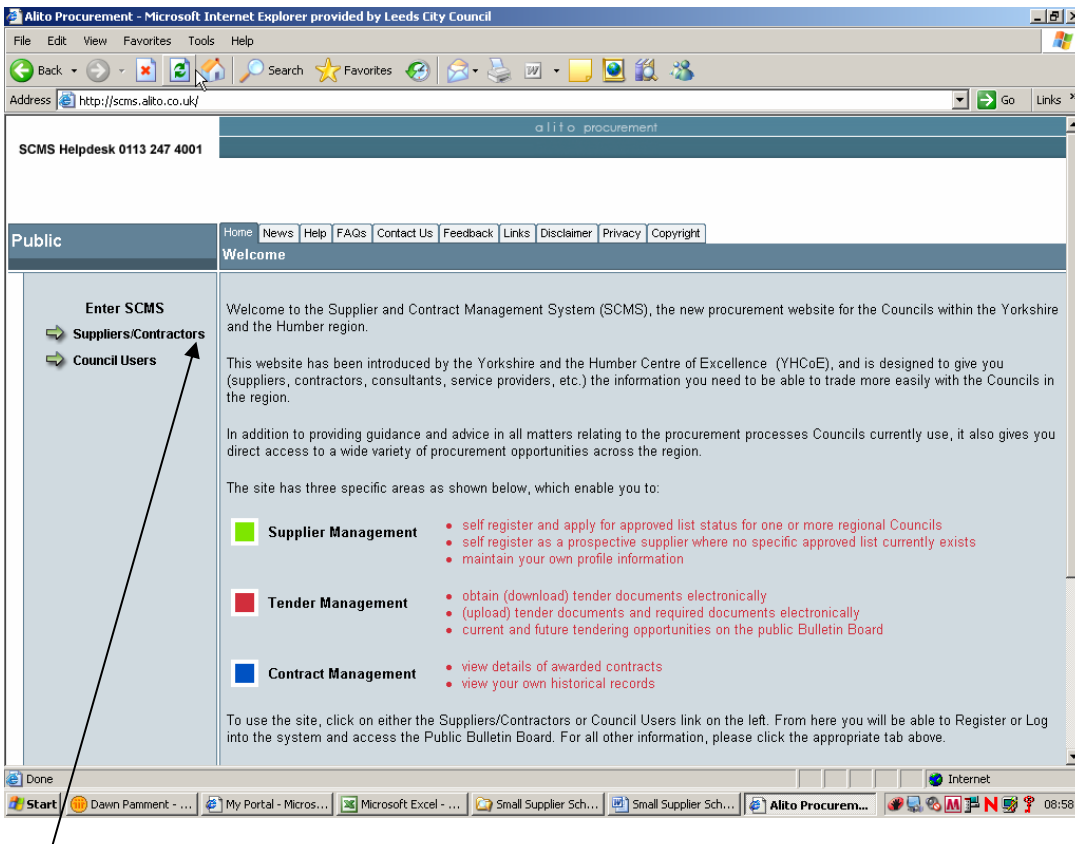 Alito Procurement - Microsoft Internet Explorer provided by Leeds City Council
File Edit View Favorites Tools Help
Back Search Favorites
Address http://scms.alito.co.uk/ Go Links »
alito procurement
SCMS Helpdesk 0113 247 4001
Public
Home News Help FAQs Contact Us Feedback Links Disclaimer Privacy Copyright
Welcome
Enter SCMS
Suppliers/Contractors
Council Users
Welcome to the Supplier and Contract Management System (SCMS), the new procurement website for the Councils within the Yorkshire
and the Humber region.
This website has been introduced by the Yorkshire and the Humber Centre of Excellence (YHCoE), and is designed to give you
(suppliers, contractors, consultants, service providers, etc.) the information you need to be able to trade more easily with the Councils in
the region.
In addition to providing guidance and advice in all matters relating to the procurement processes Councils currently use, it also gives you
direct access to a wide variety of procurement opportunities across the region.
The site has three specific areas as shown below, which enable you to:
Supplier Management
• self register and apply for approved list status for one or more regional Councils
• self register as a prospective supplier where no specific approved list currently exists
• maintain your own profile information
Tender Management
• obtain (download) tender documents electronically
• (upload) tender documents and required documents electronically
• current and future tendering opportunities on the public Bulletin Board
Contract Management
• view details of awarded contracts
• view your own historical records
To use the site, click on either the Suppliers/Contractors or Council Users link on the left. From here you will be able to Register or Log
into the system and access the Public Bulletin Board. For all other information, please click the appropriate tab above.
Done Internet
Start Dawn Pamment - ... My Portal - Micros... Microsoft Excel - ... Small Supplier Sch... Small Supplier Sch... Alito Procurem... 08:58